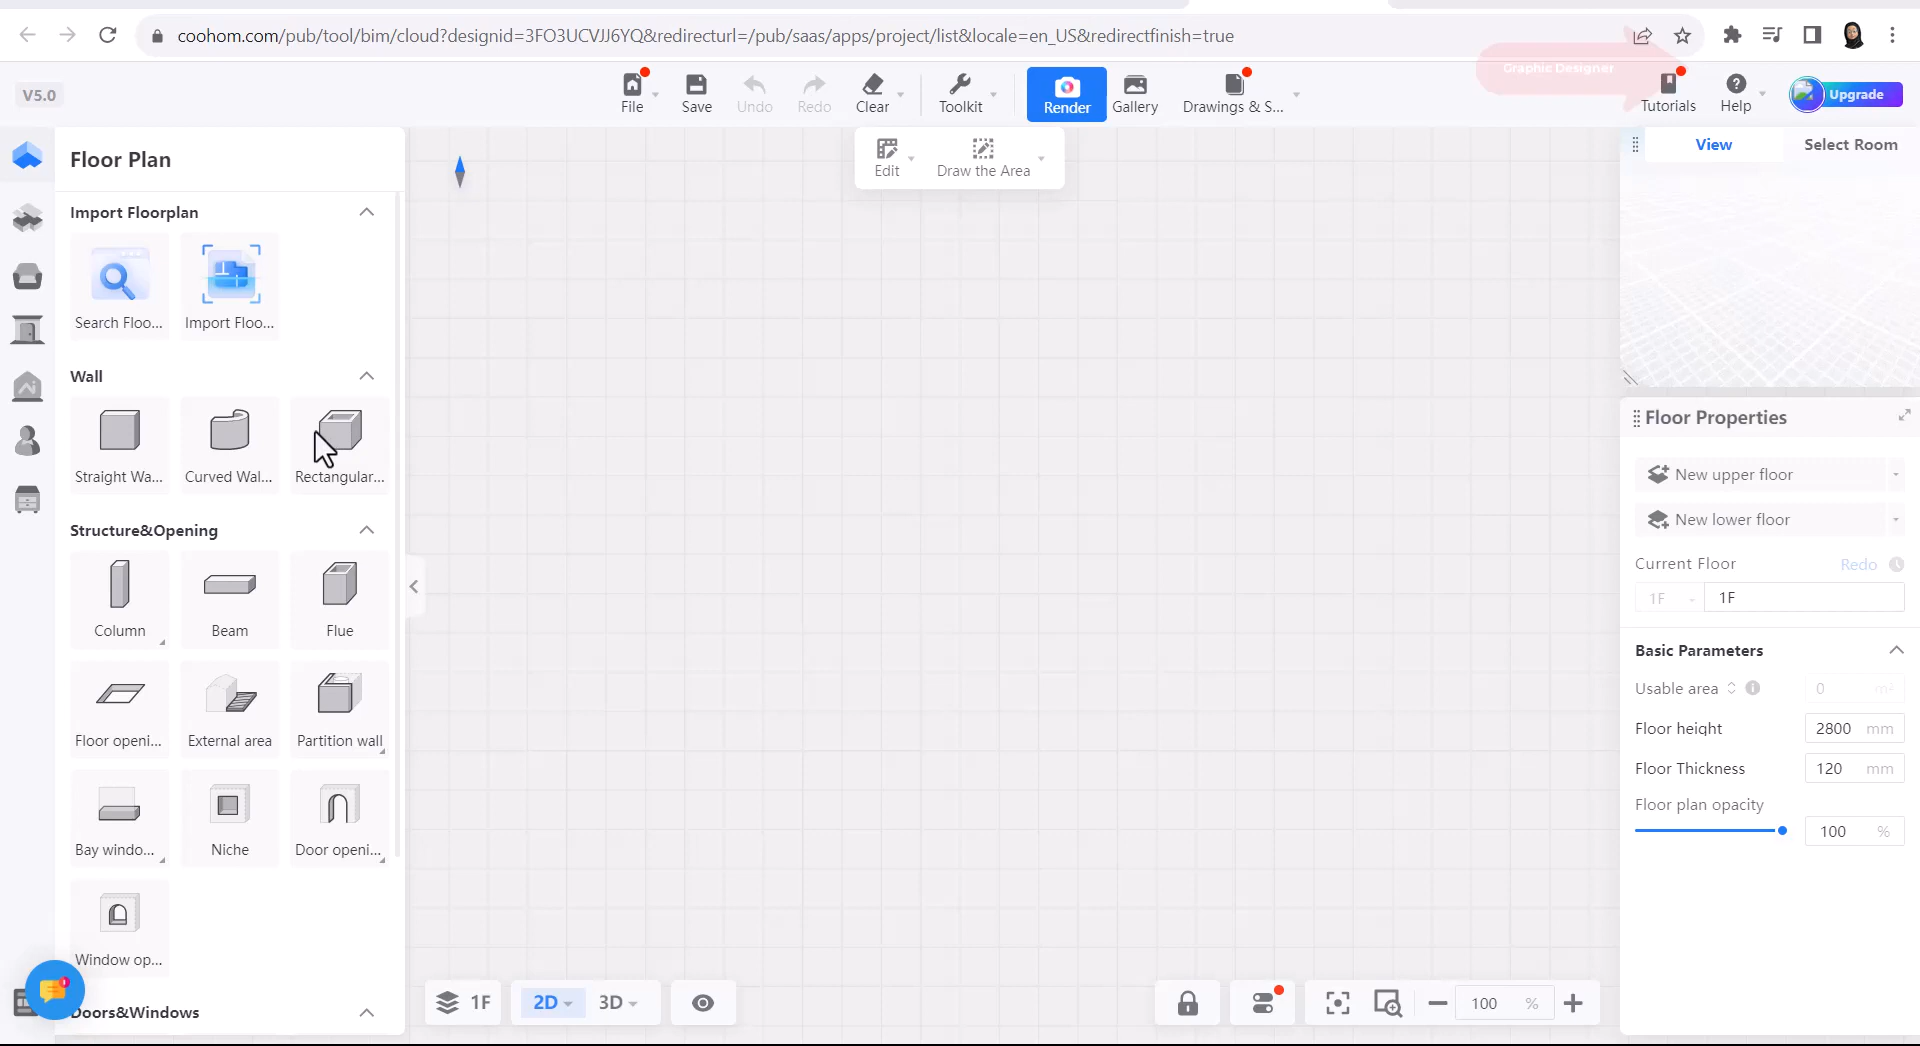 coohom.com/pub/tool/bim/cloud?designid=3FO3UCVJJ6YQ&redirecturl=/pub/saas/apps/project/list&locale=en_US&redirectfinish=true
Graphic Designer
V5.0
File
Save
Undo
Redo
Clear
Toolkit
Render
Gallery
Drawings & S...
Tutorials
Help
Upgrade
Floor Plan
Edit
Draw the Area
View
Select Room
Import Floorplan
Search Floo...
Import Floo...
Wall
Straight Wa...
Curved Wal...
Rectangular...
Structure&Opening
Column
Beam
Flue
Floor openi...
External area
Partition wall
Bay windo...
Niche
Door openi...
Window op...
Doors&Windows
Floor Properties
New upper floor
New lower floor
Current Floor
Redo
1F
1F
Basic Parameters
Usable area
0 m²
Floor height
2800 mm
Floor Thickness
120 mm
Floor plan opacity
100 %
1F
2D
3D
100 %